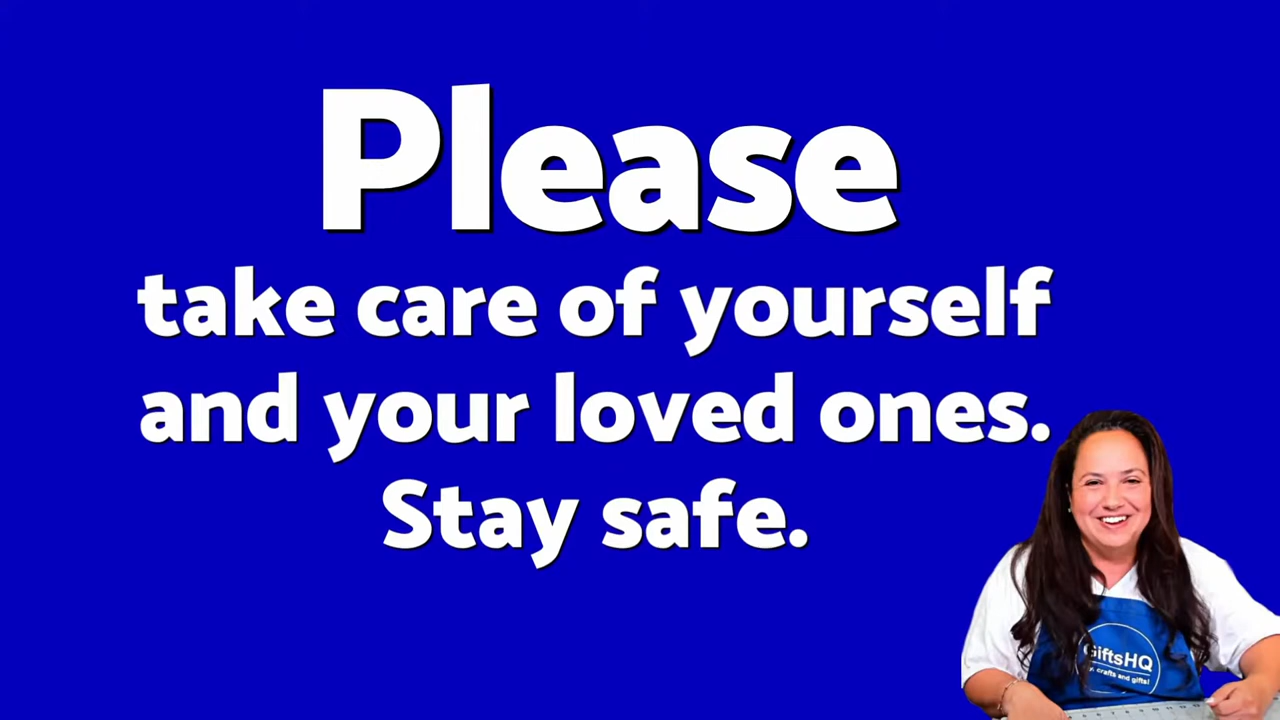 Please
take care of yourself
and your loved ones.
Stay safe.
GiftsHQ
crafts and gifts!